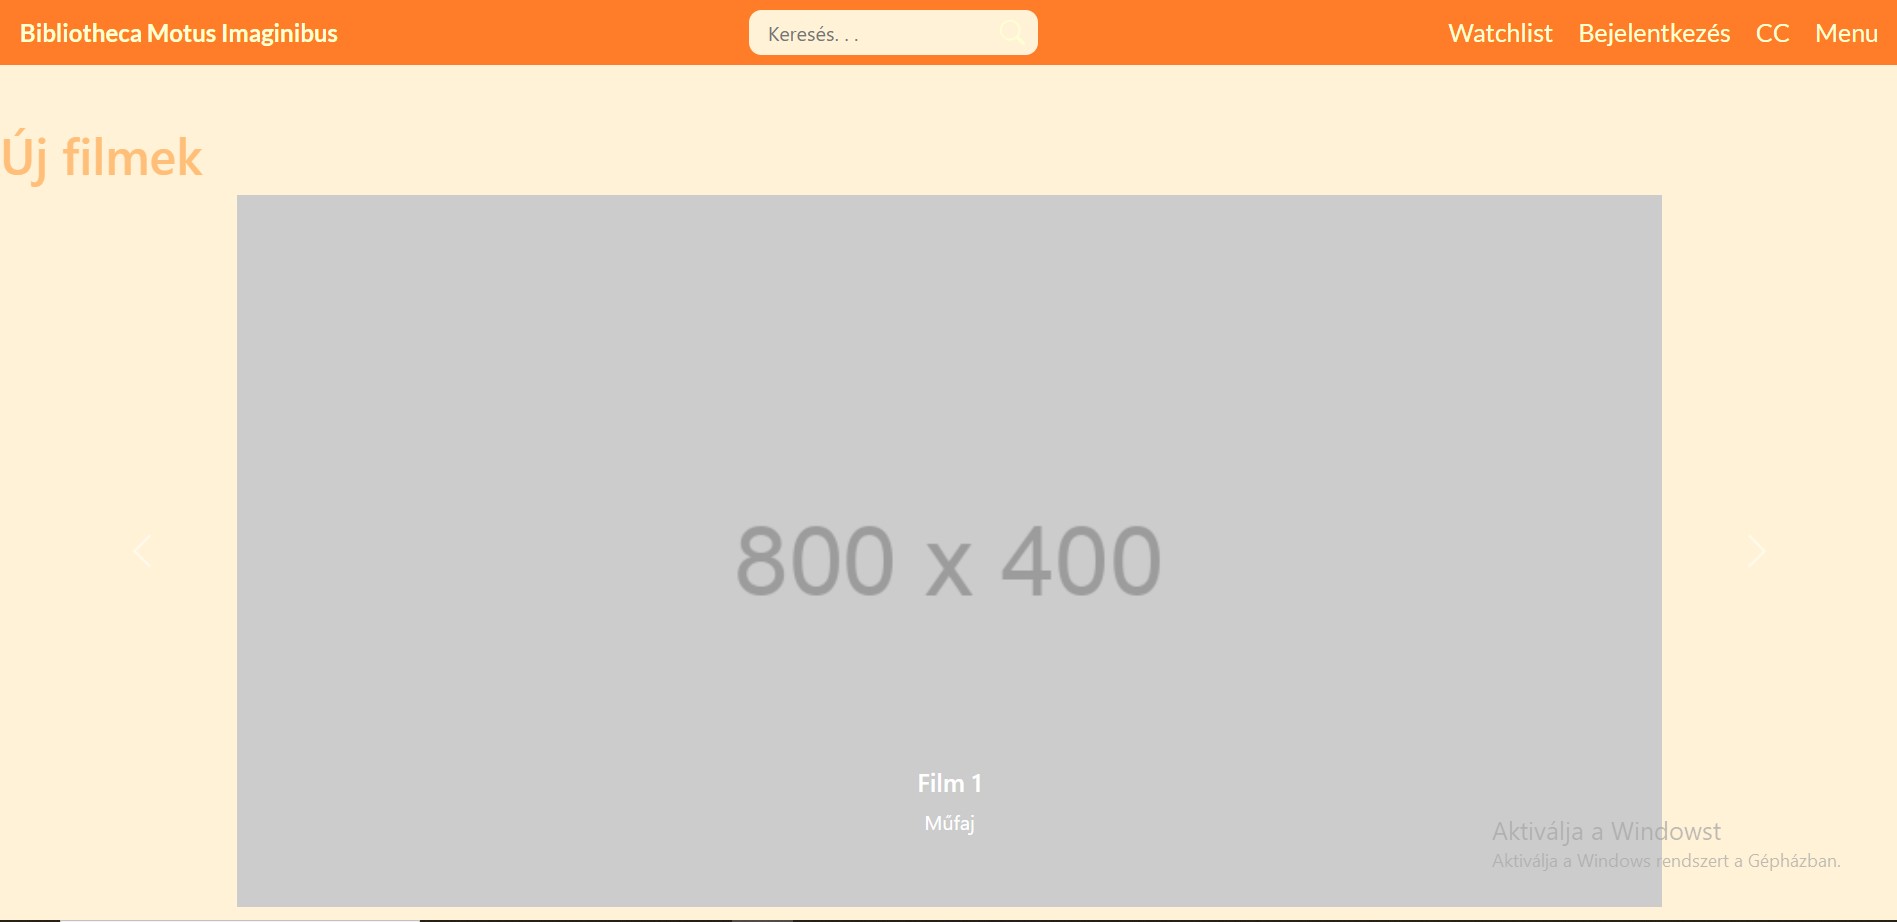 Bibliotheca Motus Imaginibus
Keresés. . .
Watchlist Bejelentkezés CC Menu
Új filmek
800 x 400
Film 1
Műfaj
Aktiválja a Windowst
Aktiválja a Windows rendszert a Gépházban.